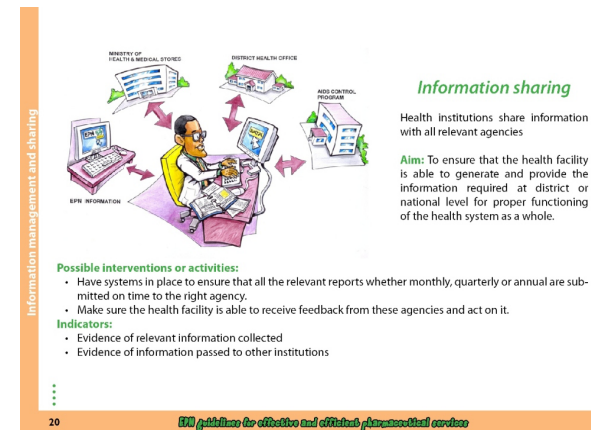 MINISTRY OF
HEALTH & MEDICAL STORES
DISTRICT HEALTH OFFICE
AIDS CONTROL
PROGRAM
EPN
EPN INFORMATION
Information sharing
Health institutions share information
with all relevant agencies
Aim: To ensure that the health facility
is able to generate and provide the
information required at district or
national level for proper functioning
of the health system as a whole.
Information management and sharing
Possible interventions or activities:
• Have systems in place to ensure that all the relevant reports whether monthly, quarterly or annual are sub-
mitted on time to the right agency.
• Make sure the health facility is able to receive feedback from these agencies and act on it.
Indicators:
• Evidence of relevant information collected
• Evidence of information passed to other institutions
20
EPN guidelines for effective and efficient pharmaceutical services